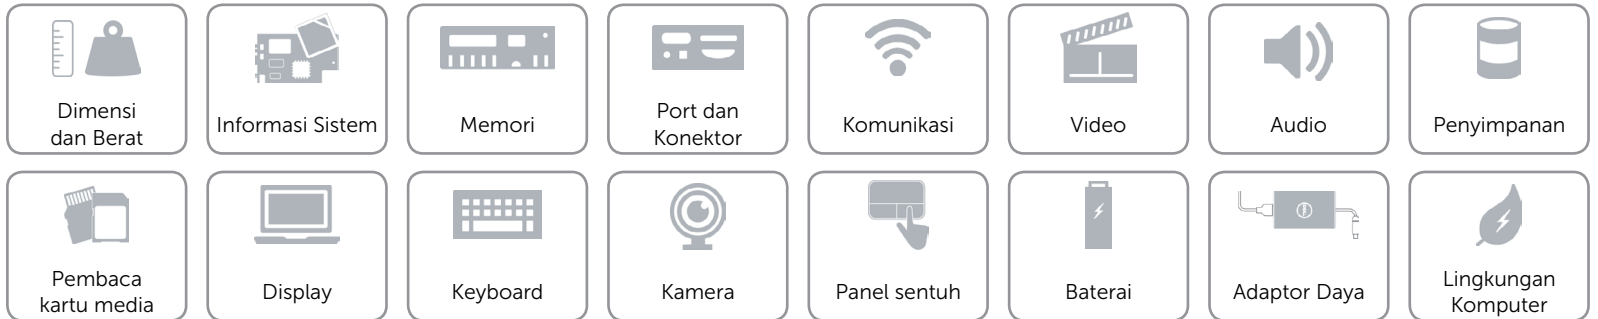 Dimensi
dan Berat
Informasi Sistem
Memori
Port dan
Konektor
Komunikasi
Video
Audio
Penyimpanan
Pembaca
kartu media
Display
Keyboard
Kamera
Panel sentuh
Baterai
Adaptor Daya
Lingkungan
Komputer